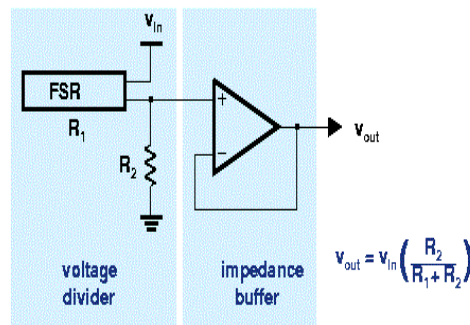 v_in
FSR
R_1
R_2
+
−
v_out
voltage divider
impedance buffer
v_out = v_in (R_2 / R_1 + R_2)